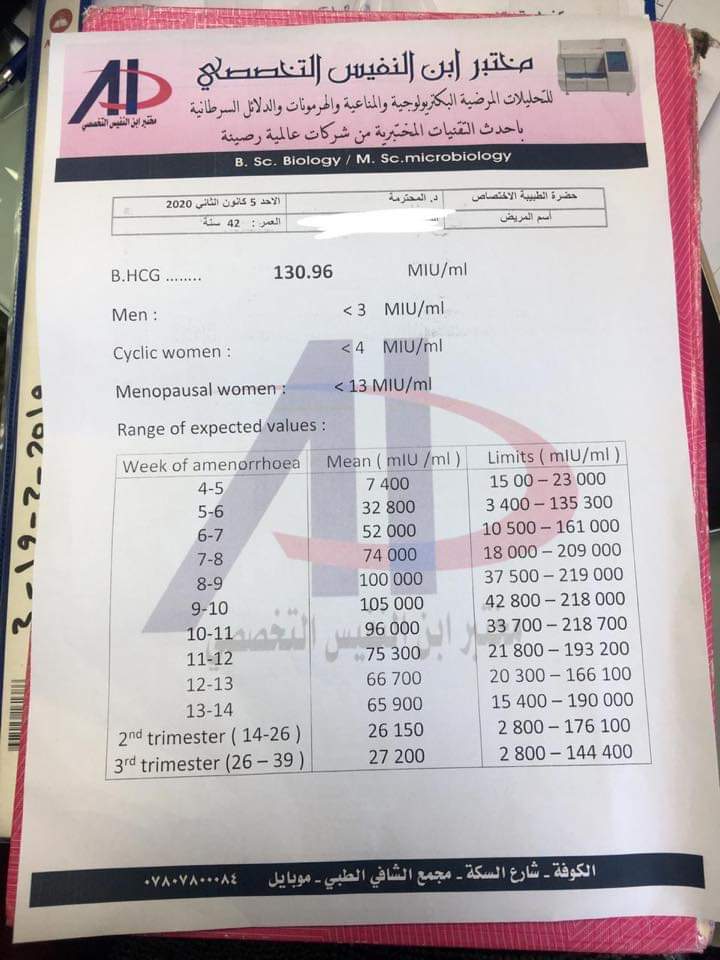 مختبر ابن النفيس التخصصي
للتحليلات المرضية البكتريولوجية والمناعية والهرمونات والدلائل السرطانية
باحدث التقنيات المختبرية من شركات عالمية رصينة
AI
مختبر ابن النفيس التخصصي
B. Sc. Biology / M. Sc.microbiology
حضرة الطبيبة الاختصاص د. المحترمة الاحد 5 كانون الثاني 2020
أسم المريض العمر : 42 سنة
B.HCG ........ 130.96 MIU/ml
Men : < 3 MIU/ml
Cyclic women : < 4 MIU/ml
Menopausal women : < 13 MIU/ml
Range of expected values :
Week of amenorrhoea Mean ( mIU /ml ) Limits ( mIU/ml )
4-5 7 400 15 00 – 23 000
5-6 32 800 3 400 – 135 300
6-7 52 000 10 500 – 161 000
7-8 74 000 18 000 – 209 000
8-9 100 000 37 500 – 219 000
9-10 105 000 42 800 – 218 000
10-11 96 000 33 700 – 218 700
11-12 75 300 21 800 – 193 200
12-13 66 700 20 300 – 166 100
13-14 65 900 15 400 – 190 000
2nd trimester ( 14-26 ) 26 150 2 800 – 176 100
3rd trimester (26 – 39 ) 27 200 2 800 – 144 400
مختبر ابن النفيس التخصصي
الكوفة - شارع السكة - مجمع الشافي الطبي - موبايل ٠٧٨٠٧٨٠٠٠٨٤